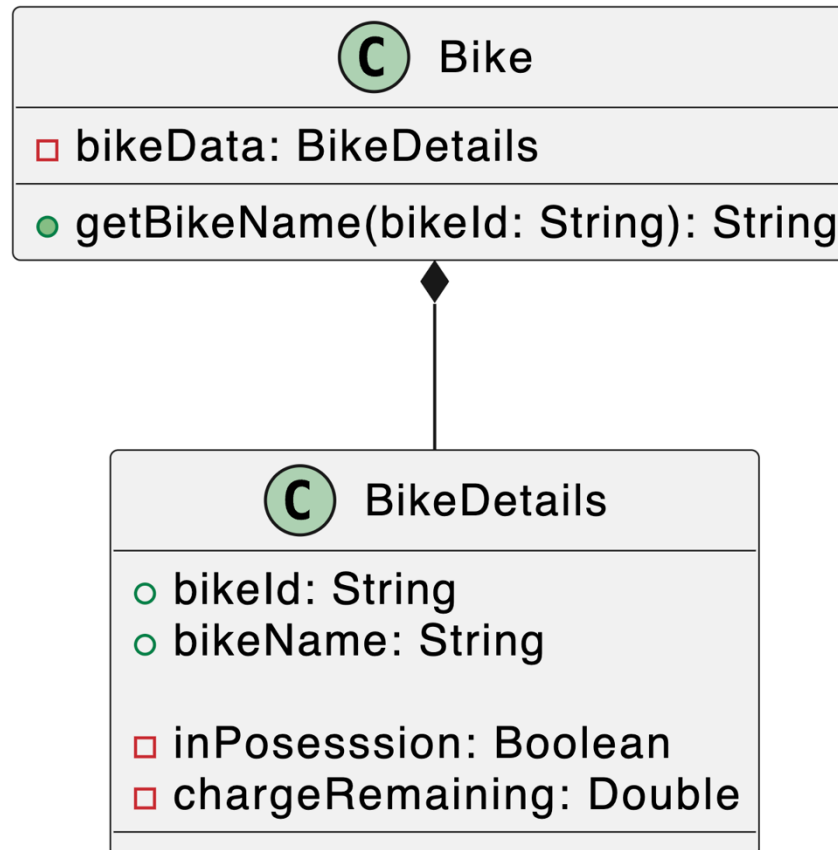 C Bike
bikeData: BikeDetails
getBikeName(bikeId: String): String
C BikeDetails
bikeId: String
bikeName: String
inPosesssion: Boolean
chargeRemaining: Double